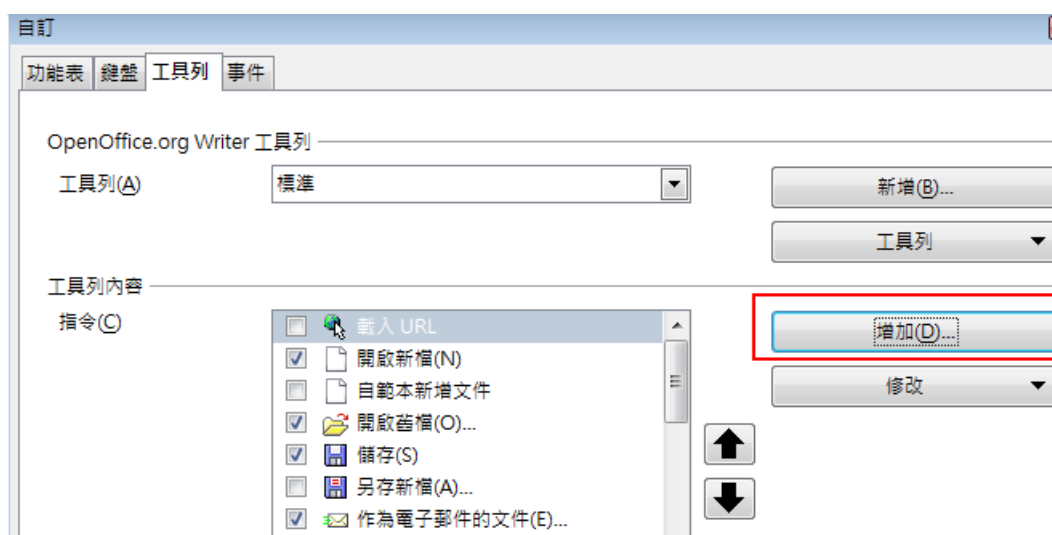 自訂
功能表 鍵盤 工具列 事件
OpenOffice.org Writer 工具列
工具列(A) 標準 新增(B)...
工具列
工具列內容
指令(C) 載入 URL 增加(D)...
開啟新檔(N)
自範本新增文件 修改
開啟舊檔(O)...
儲存(S)
另存新檔(A)...
作為電子郵件的文件(E)...